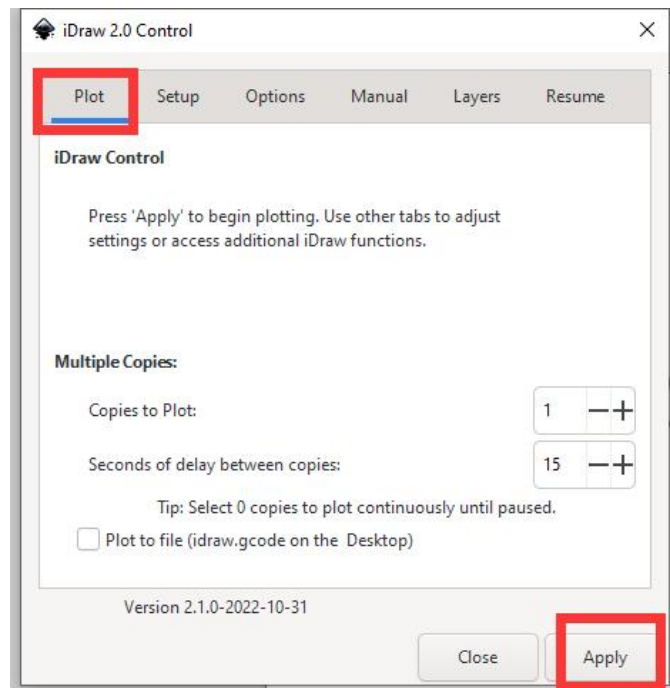 iDraw 2.0 Control
Plot Setup Options Manual Layers Resume
iDraw Control
Press 'Apply' to begin plotting. Use other tabs to adjust
settings or access additional iDraw functions.
Multiple Copies:
Copies to Plot: 1
Seconds of delay between copies: 15
Tip: Select 0 copies to plot continuously until paused.
Plot to file (idraw.gcode on the Desktop)
Version 2.1.0-2022-10-31
Close Apply